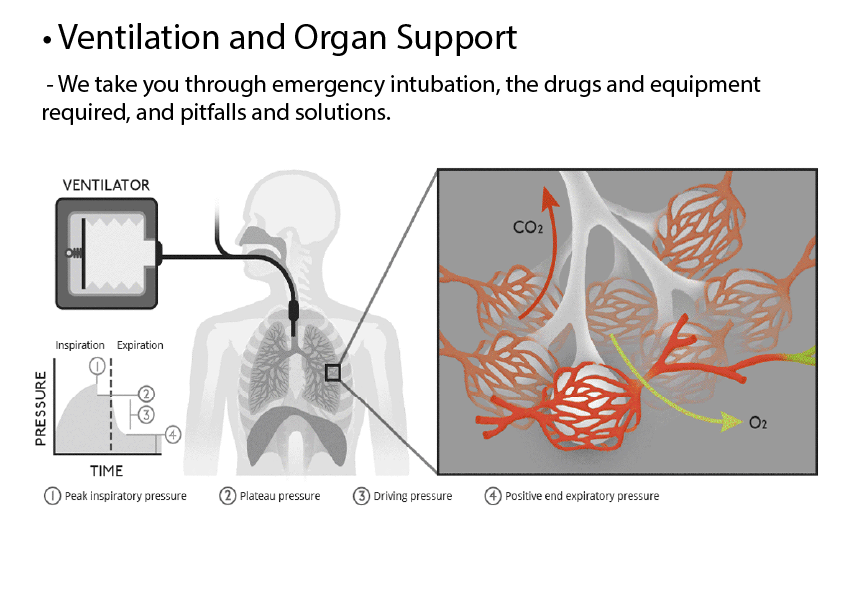 • Ventilation and Organ Support
- We take you through emergency intubation, the drugs and equipment
required, and pitfalls and solutions.
VENTILATOR
CO2
O2
Inspiration Expiration
1
2
3
4
PRESSURE
TIME
1 Peak inspiratory pressure 2 Plateau pressure 3 Driving pressure 4 Positive end expiratory pressure